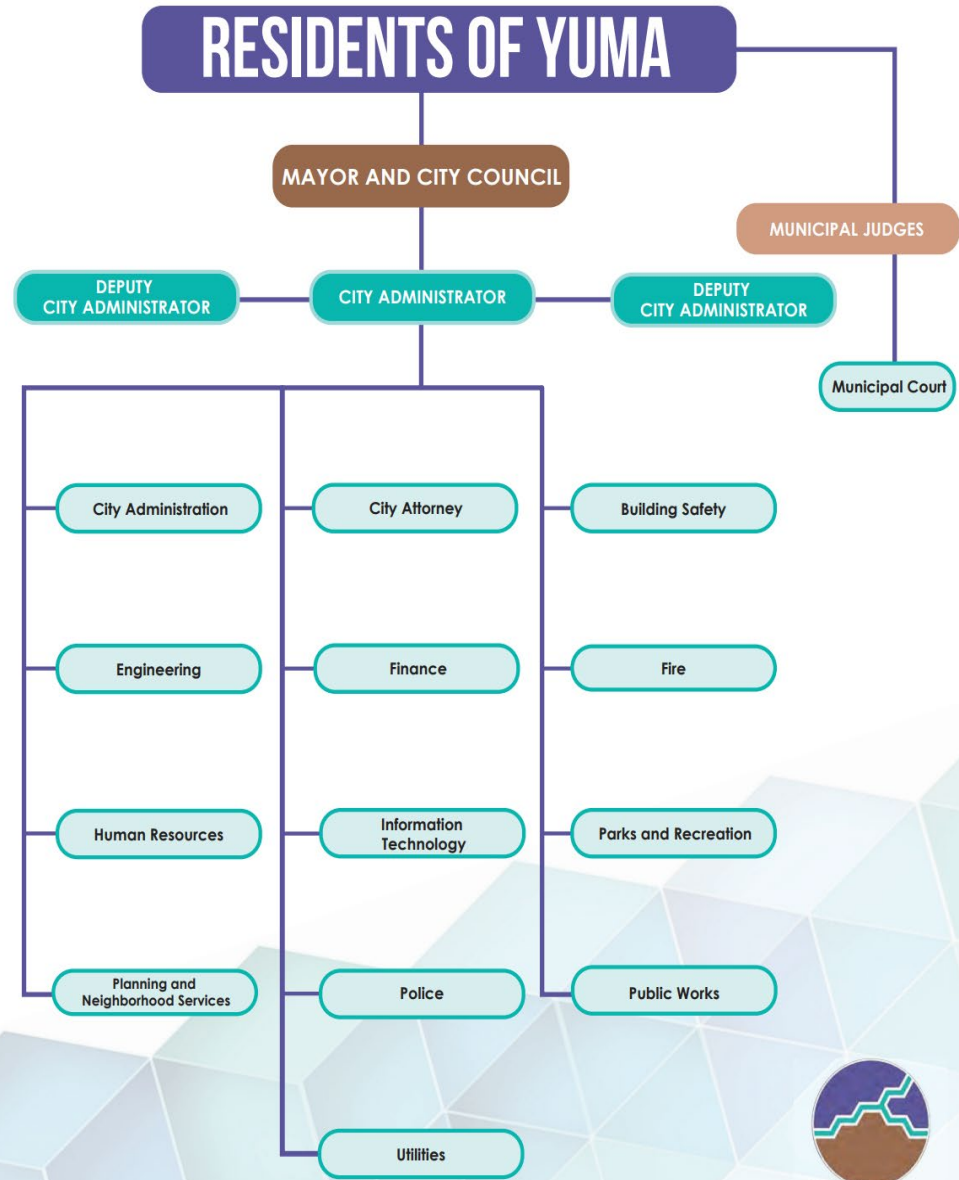 RESIDENTS OF YUMA
MAYOR AND CITY COUNCIL
MUNICIPAL JUDGES
DEPUTY
CITY ADMINISTRATOR
CITY ADMINISTRATOR
DEPUTY
CITY ADMINISTRATOR
Municipal Court
City Administration
City Attorney
Building Safety
Engineering
Finance
Fire
Human Resources
Information
Technology
Parks and Recreation
Planning and
Neighborhood Services
Police
Public Works
Utilities